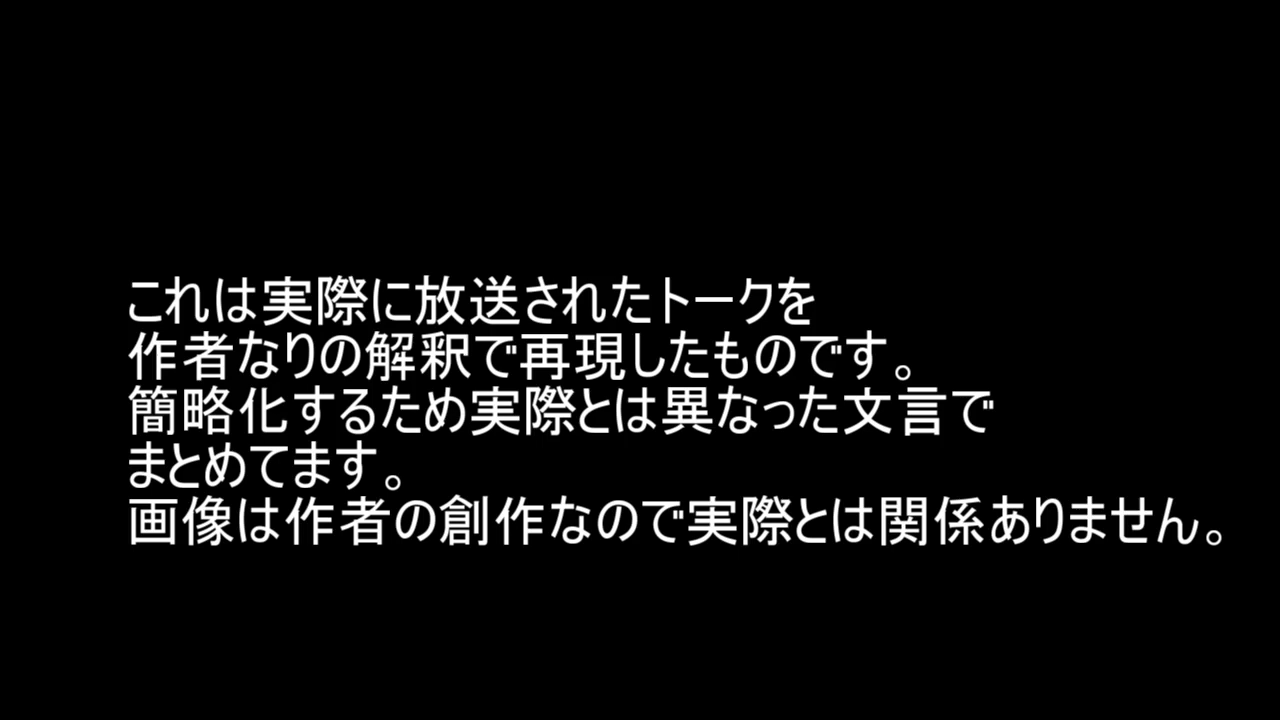 これは実際に放送されたトークを
作者なりの解釈で再現したものです。
簡略化するため実際とは異なった文言で
まとめてます。
画像は作者の創作なので実際とは関係ありません。